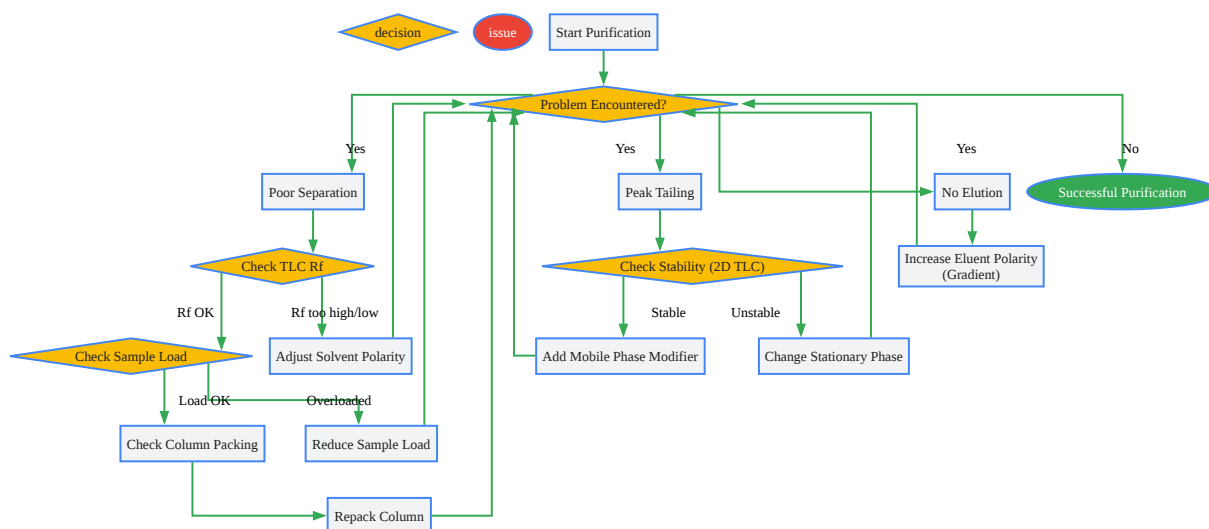 decision
issue
Start Purification
Problem Encountered?
Yes
Yes
Yes
No
Poor Separation
Peak Tailing
No Elution
Successful Purification
Check TLC Rf
Check Stability (2D TLC)
Increase Eluent Polarity
(Gradient)
Rf OK
Rf too high/low
Stable
Unstable
Check Sample Load
Adjust Solvent Polarity
Add Mobile Phase Modifier
Change Stationary Phase
Load OK
Overloaded
Check Column Packing
Reduce Sample Load
Repack Column